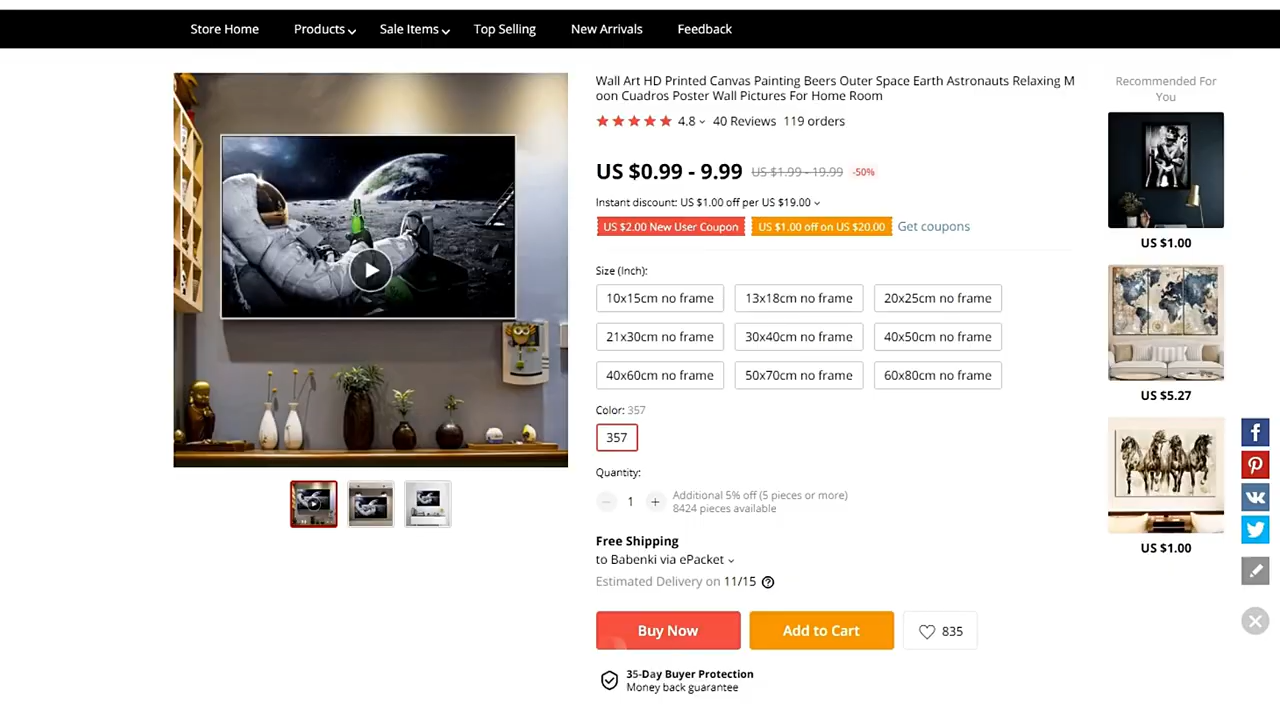 Store Home Products Sale Items Top Selling New Arrivals Feedback
Wall Art HD Printed Canvas Painting Beers Outer Space Earth Astronauts Relaxing M
oon Cuadros Poster Wall Pictures For Home Room
4.8 40 Reviews 119 orders
US $0.99 - 9.99 US $1.99 - 19.99 -50%
Instant discount: US $1.00 off per US $19.00
US $2.00 New User Coupon US $1.00 off on US $20.00 Get coupons
Size (Inch):
10x15cm no frame 13x18cm no frame 20x25cm no frame
21x30cm no frame 30x40cm no frame 40x50cm no frame
40x60cm no frame 50x70cm no frame 60x80cm no frame
Color: 357
357
Quantity:
1
Additional 5% off (5 pieces or more)
8424 pieces available
Free Shipping
to Babenki via ePacket
Estimated Delivery on 11/15
Buy Now Add to Cart 835
35-Day Buyer Protection
Money back guarantee
Recommended For
You
US $1.00
US $5.27
US $1.00